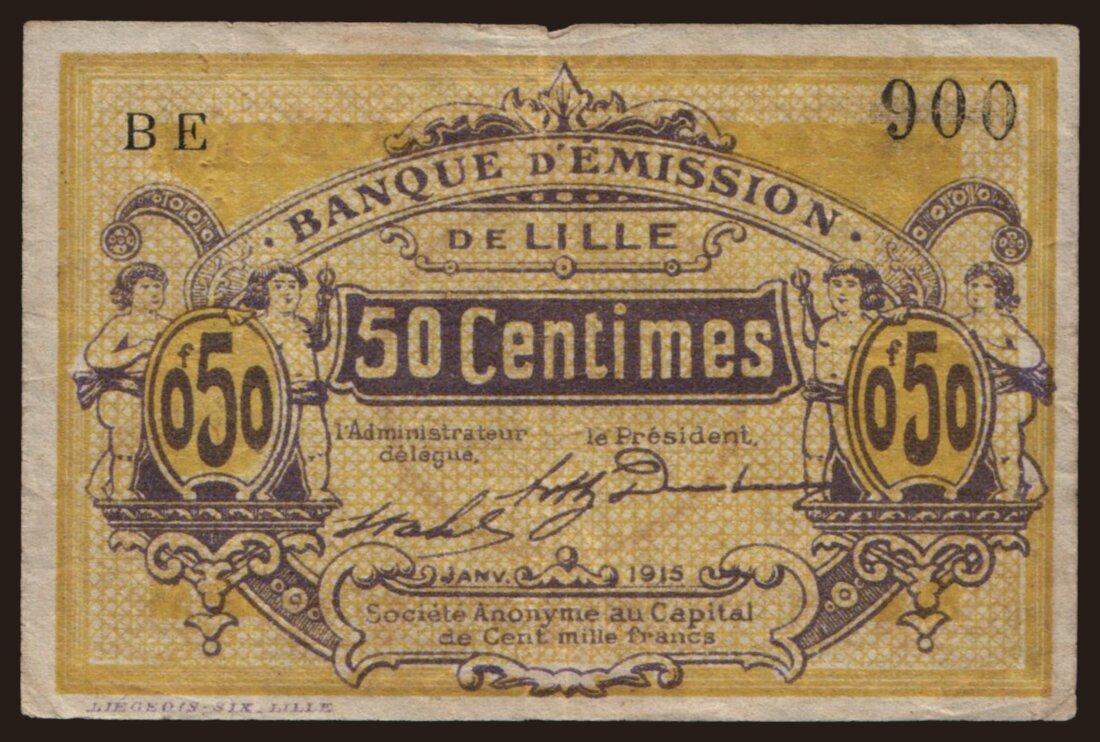 BE
900
BANQUE D'ÉMISSION
DE LILLE
50 Centimes
f 0,50
f 0,50
l'Administrateur
délégué,
le Président,
JANV. 1915
Société Anonyme au Capital
de Cent mille francs
LIÉGEOIS-SIX, LILLE